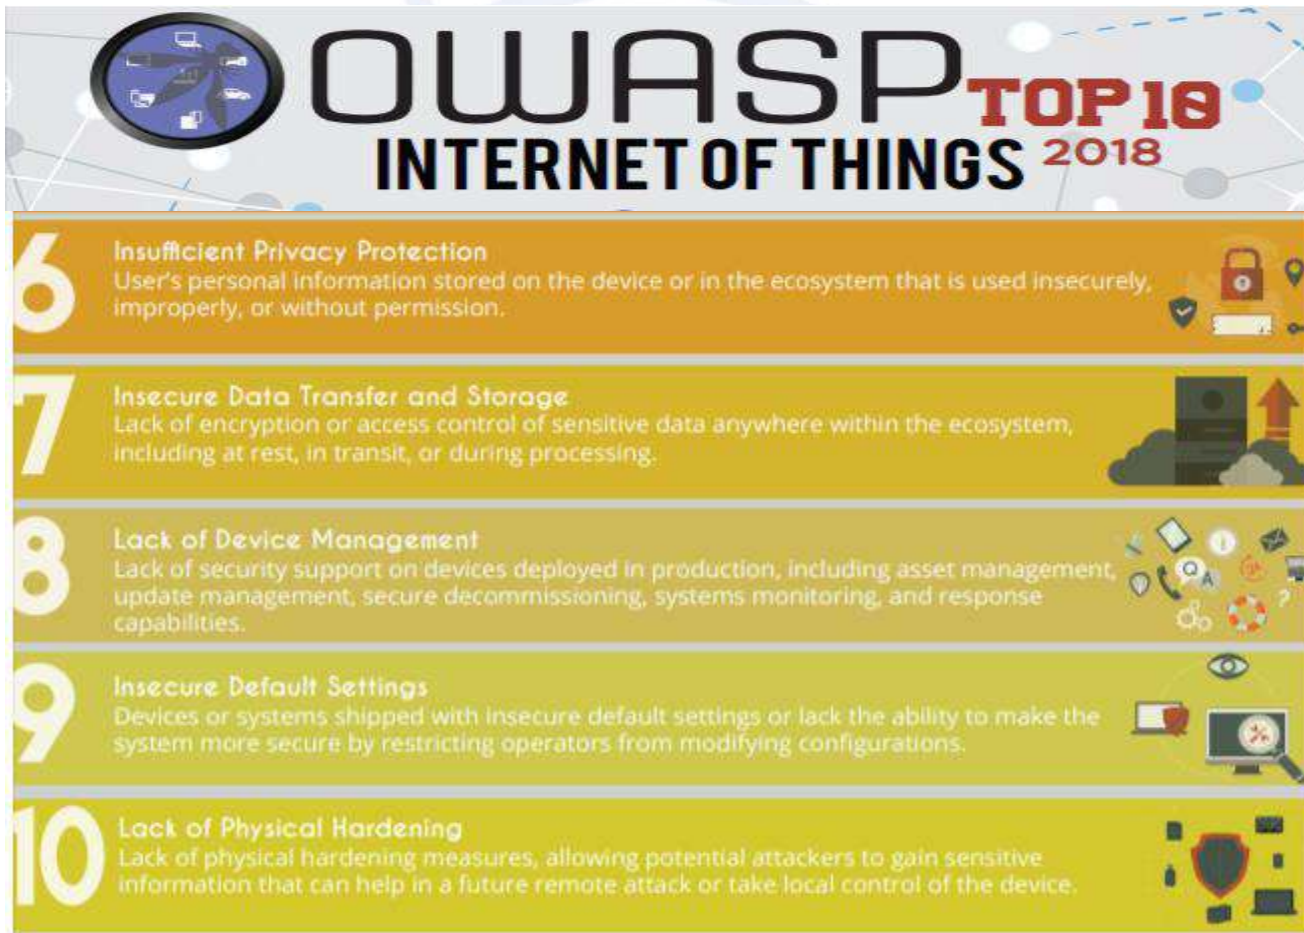 OWASP TOP 10
INTERNET OF THINGS 2018
6
Insufficient Privacy Protection
User's personal information stored on the device or in the ecosystem that is used insecurely,
improperly, or without permission.
7
Insecure Data Transfer and Storage
Lack of encryption or access control of sensitive data anywhere within the ecosystem,
including at rest, in transit, or during processing.
8
Lack of Device Management
Lack of security support on devices deployed in production, including asset management,
update management, secure decommissioning, systems monitoring, and response
capabilities.
Q
A
i
?
9
Insecure Default Settings
Devices or systems shipped with insecure default settings or lack the ability to make the
system more secure by restricting operators from modifying configurations.
10
Lack of Physical Hardening
Lack of physical hardening measures, allowing potential attackers to gain sensitive
information that can help in a future remote attack or take local control of the device.